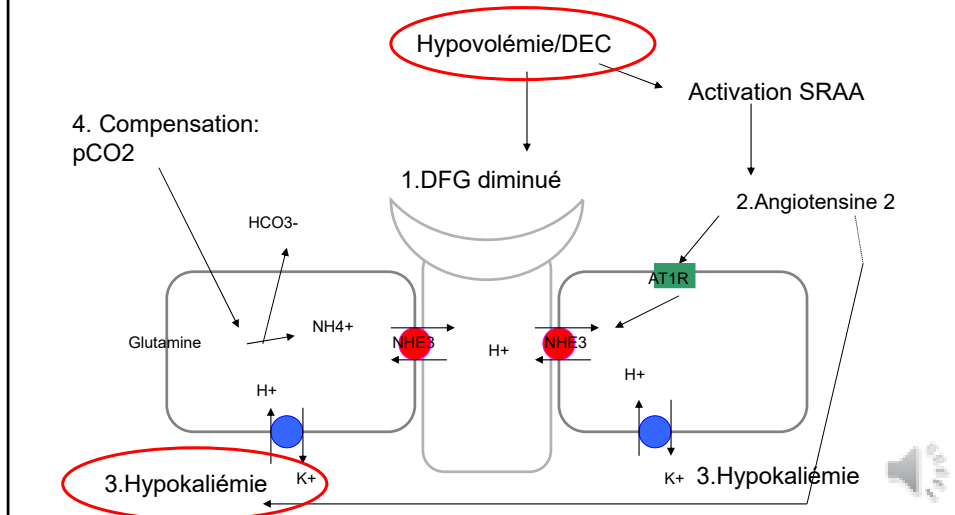 Hypovolémie/DEC
Activation SRAA
4. Compensation:
pCO2
1.DFG diminué
2.Angiotensine 2
HCO3-
AT1R
NH4+
Glutamine
NHE3
H+
NHE3
H+
H+
3.Hypokaliémie
K+
K+
3.Hypokaliémie